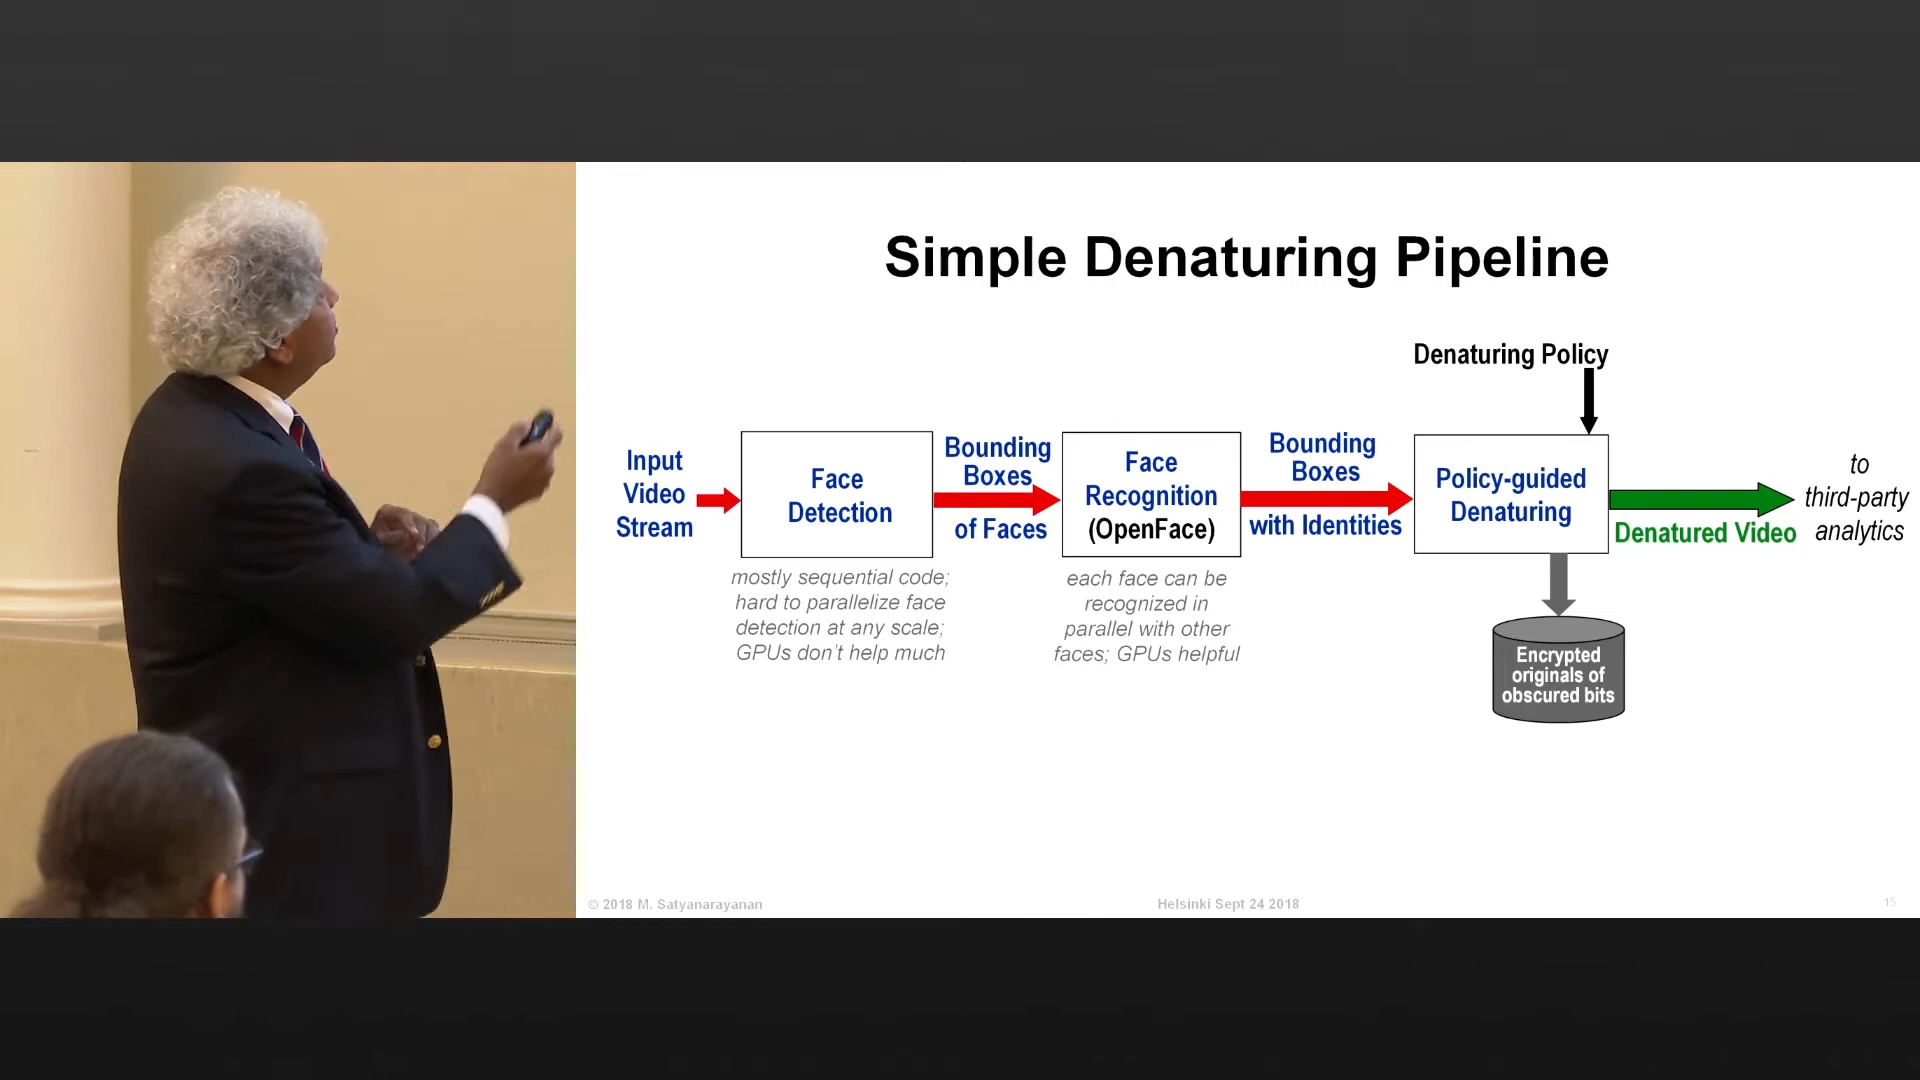 Simple Denaturing Pipeline
Denaturing Policy
Input
Video
Stream
Face
Detection
mostly sequential code;
hard to parallelize face
detection at any scale;
GPUs don't help much
Bounding
Boxes
of Faces
Face
Recognition
(OpenFace)
each face can be
recognized in
parallel with other
faces; GPUs helpful
Bounding
Boxes
with Identities
Policy-guided
Denaturing
Denatured Video
to
third-party
analytics
Encrypted
originals of
obscured bits
© 2018 M. Satyanarayanan
Helsinki Sept 24 2018
15